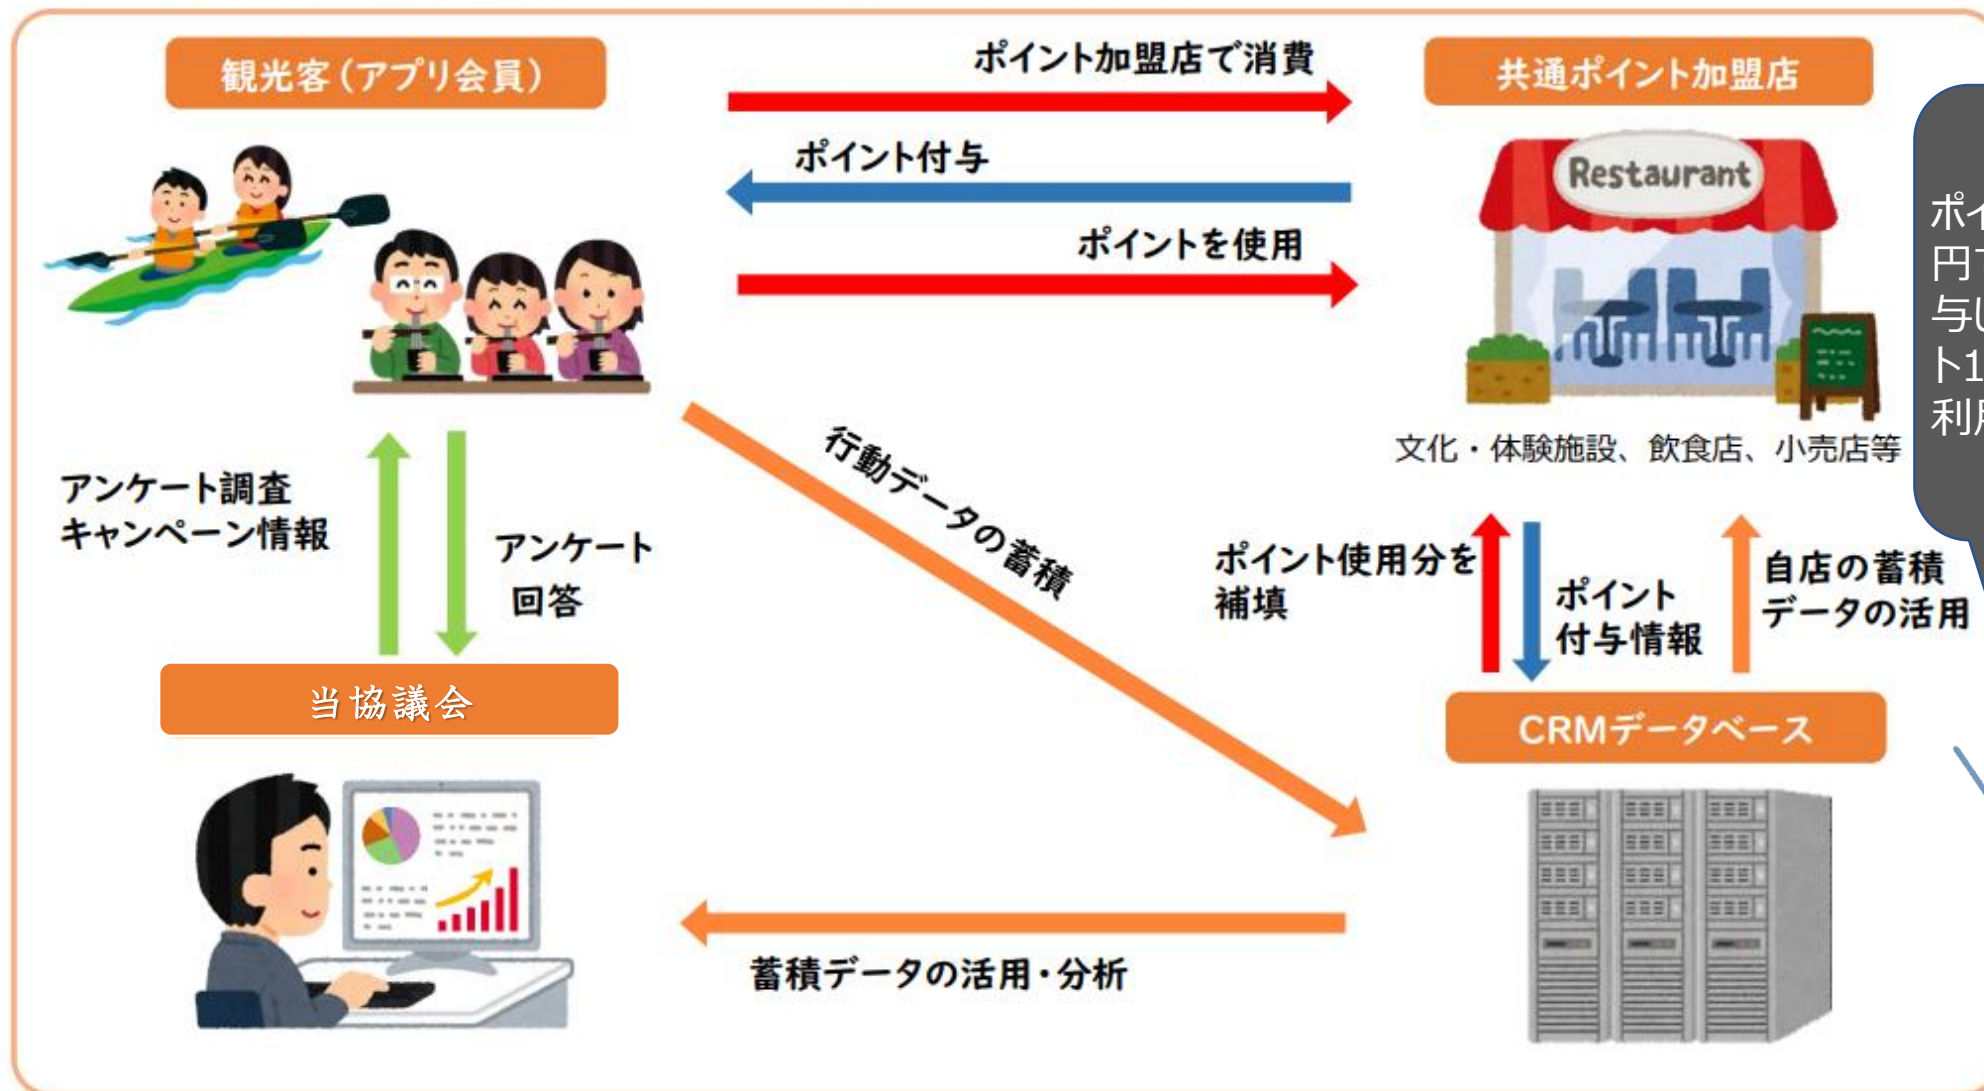 観光客(アプリ会員)
ポイント加盟店で消費
共通ポイント加盟店
ポイント付与
Restaurant
ポイントを使用
文化・体験施設、飲食店、小売店等
行動データの蓄積
アンケート調査
キャンペーン情報
アンケート
回答
ポイント使用分を
補填
ポイント
付与情報
自店の蓄積
データの活用
当協議会
CRMデータベース
蓄積データの活用・分析
円
与し
ト1
利用